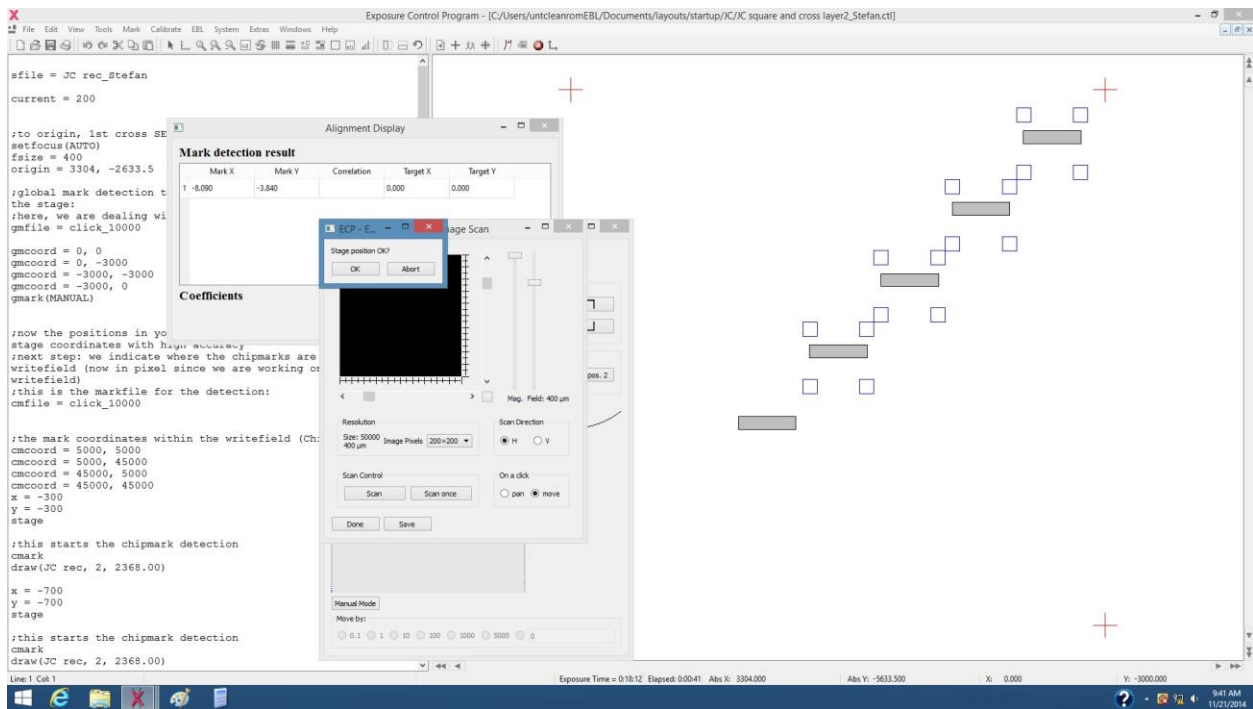 Exposure Control Program - [C:/Users/untcleanromEBL/Documents/layouts/startup/JC/JC square and cross layer2_Stefan.ctl]
File Edit View Tools Mark Calibrate EBL System Extras Windows Help
sfile = JC rec_Stefan
current = 200
;to origin, 1st cross SE
setfocus(AUTO)
fsize = 400
origin = 3304, -2633.5
;global mark detection t
the stage:
;here, we are dealing wi
gmfile = click_10000
gmcoord = 0, 0
gmcoord = 0, -3000
gmcoord = -3000, -3000
gmcoord = -3000, 0
gmark(MANUAL)
;now the positions in yo
stage coordinates with high accuracy
;next step: we indicate where the chipmarks are
writefield (now in pixel since we are working on
writefield)
;this is the markfile for the detection:
cmfile = click_10000
;the mark coordinates within the writefield (Ch
cmcoord = 5000, 5000
cmcoord = 5000, 45000
cmcoord = 45000, 5000
cmcoord = 45000, 45000
x = -300
y = -300
stage
;this starts the chipmark detection
cmark
draw(JC rec, 2, 2368.00)
x = -700
y = -700
stage
;this starts the chipmark detection
cmark
draw(JC rec, 2, 2368.00)
Alignment Display
Mark detection result
Mark X Mark Y Correlation Target X Target Y
1 -8.090 -3.840 0.000 0.000
Coefficients
ECP - E...
Stage position OK?
OK Abort
age Scan
Mag. Field: 400 µm
Resolution
Size: 50000
400 µm
Image Pixels 200×200
Scan Direction
H V
Scan Control
Scan Scan once
On a click
pan move
Done Save
pos. 2
Manual Mode
Move by:
0.1 1 10 100 1000 5000 0
Line: 1 Col: 1
Exposure Time = 0:18:12 Elapsed: 0:00:41 Abs X: 3304.000 Abs Y: -5633.500 X: 0.000 Y: -3000.000
9:41 AM
11/21/2014